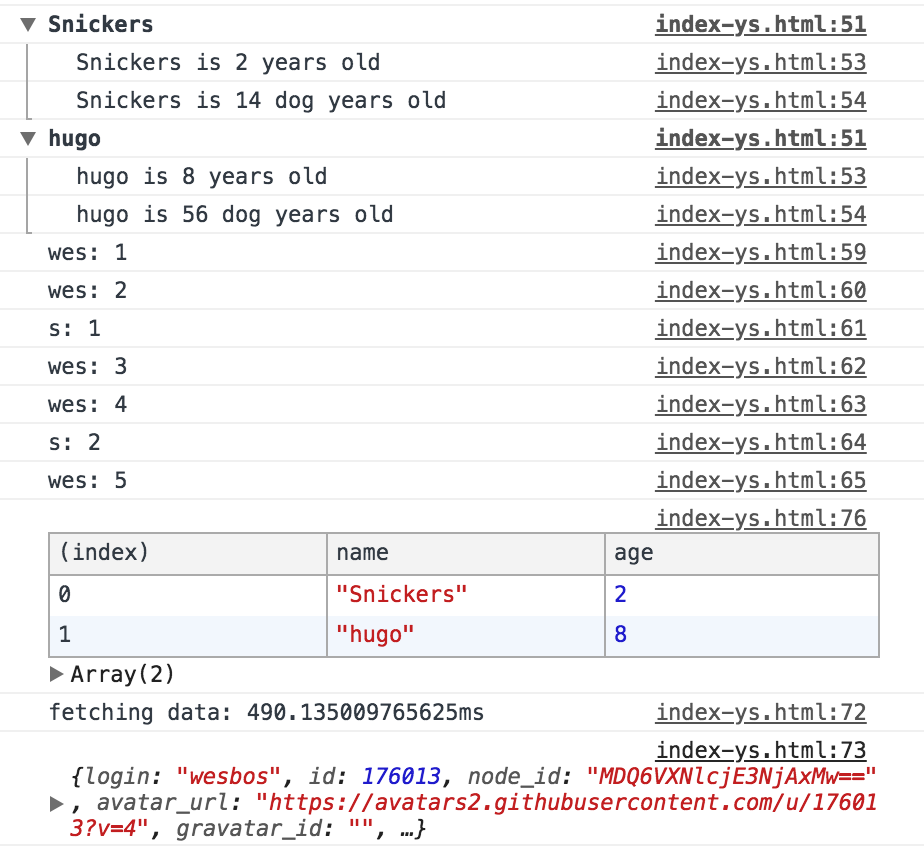 Snickers index-ys.html:51
Snickers is 2 years old index-ys.html:53
Snickers is 14 dog years old index-ys.html:54
hugo index-ys.html:51
hugo is 8 years old index-ys.html:53
hugo is 56 dog years old index-ys.html:54
wes: 1 index-ys.html:59
wes: 2 index-ys.html:60
s: 1 index-ys.html:61
wes: 3 index-ys.html:62
wes: 4 index-ys.html:63
s: 2 index-ys.html:64
wes: 5 index-ys.html:65
index-ys.html:76
(index) name age
0 "Snickers" 2
1 "hugo" 8
Array(2)
fetching data: 490.135009765625ms index-ys.html:72
index-ys.html:73
{login: "wesbos", id: 176013, node_id: "MDQ6VXNlcjE3NjAxMw=="
, avatar_url: "https://avatars2.githubusercontent.com/u/17601
3?v=4", gravatar_id: "", …}